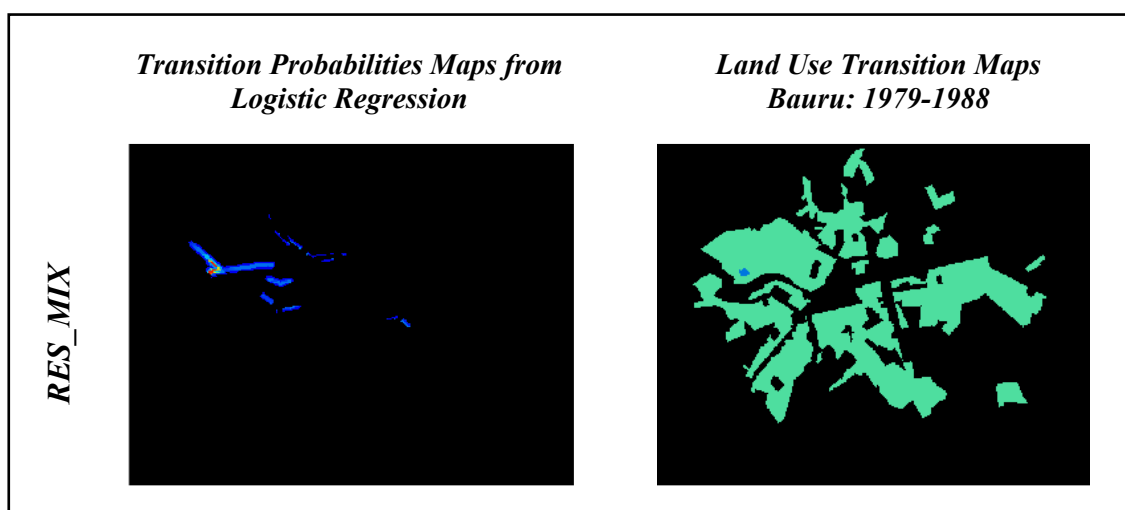 Transition Probabilities Maps from
Logistic Regression
Land Use Transition Maps
Bauru: 1979-1988
RES_MIX